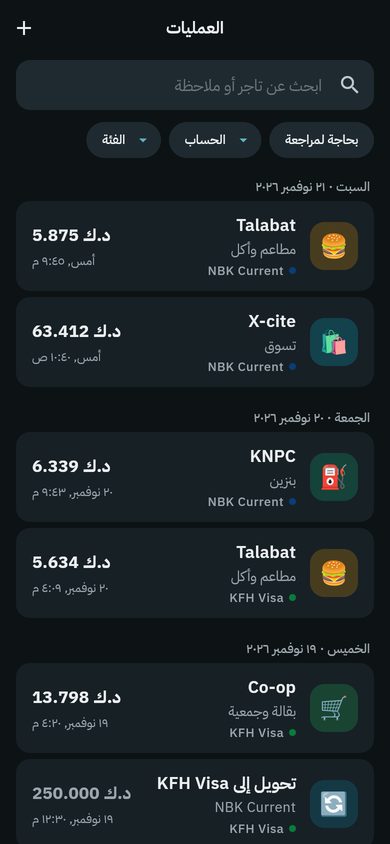 العمليات
ابحث عن تاجر أو ملاحظة
بحاجة لمراجعة
الحساب
الفئة
السبت · ٢١ نوفمبر ٢٠٢٦
Talabat
د.ك 5.875
مطاعم وأكل
أمس, ٩:٤٥ م
NBK Current
X-cite
د.ك 63.412
تسوق
أمس, ١٠:٤٠ ص
NBK Current
الجمعة · ٢٠ نوفمبر ٢٠٢٦
KNPC
د.ك 6.339
بنزين
٢٠ نوفمبر, ٩:٤٣ م
NBK Current
Talabat
د.ك 5.634
مطاعم وأكل
٢٠ نوفمبر, ٤:٠٩ م
KFH Visa
الخميس · ١٩ نوفمبر ٢٠٢٦
Co-op
د.ك 13.798
بقالة وجمعية
١٩ نوفمبر, ٤:٢٠ م
KFH Visa
تحويل إلى KFH Visa
د.ك 250.000
NBK Current
١٩ نوفمبر, ١٢:٣٠ م
KFH Visa